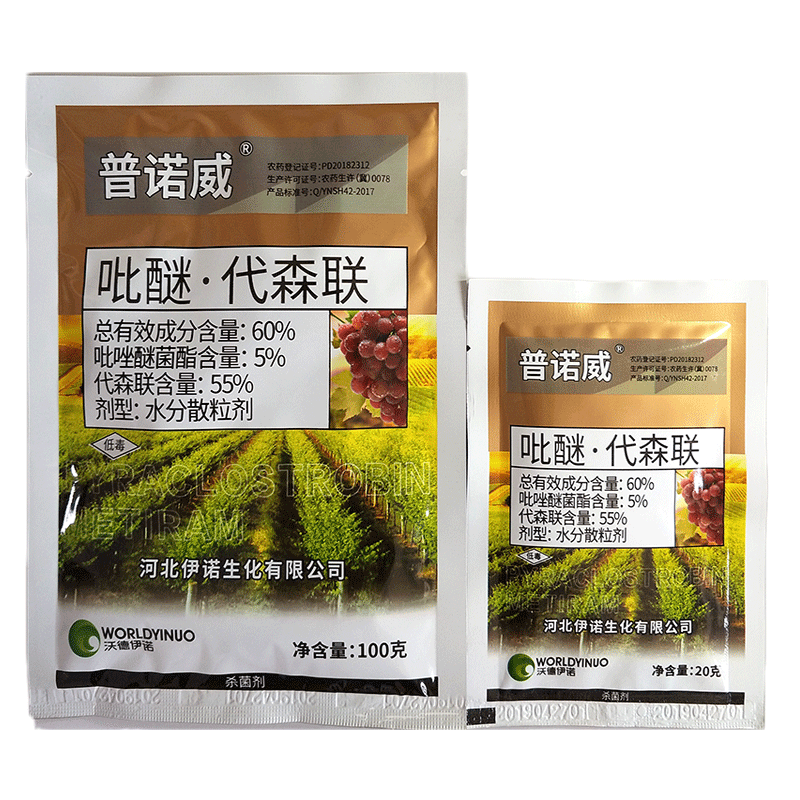 普诺威®
农药登记证号:PD20182312
生产许可证号:农药生许(冀)0078
产品标准号:Q/YNSH42-2017
吡醚·代森联
总有效成分含量: 60%
吡唑醚菌酯含量: 5%
代森联含量: 55%
剂型: 水分散粒剂
低毒
PYRACLOSTROBIN
METIRAM
河北伊诺生化有限公司
WORLDYINUO
沃德伊诺
净含量:100克
杀菌剂
2019042701
普诺威®
农药登记证号:PD20182312
生产许可证号:农药生许(冀)0078
产品标准号:Q/YNSH42-2017
吡醚·代森联
总有效成分含量: 60%
吡唑醚菌酯含量: 5%
代森联含量: 55%
剂型: 水分散粒剂
低毒
PYRACLOSTROBIN
METIRAM
河北伊诺生化有限公司
WORLDYINUO
沃德伊诺
净含量:20克
杀菌剂
2019042701
2019042701